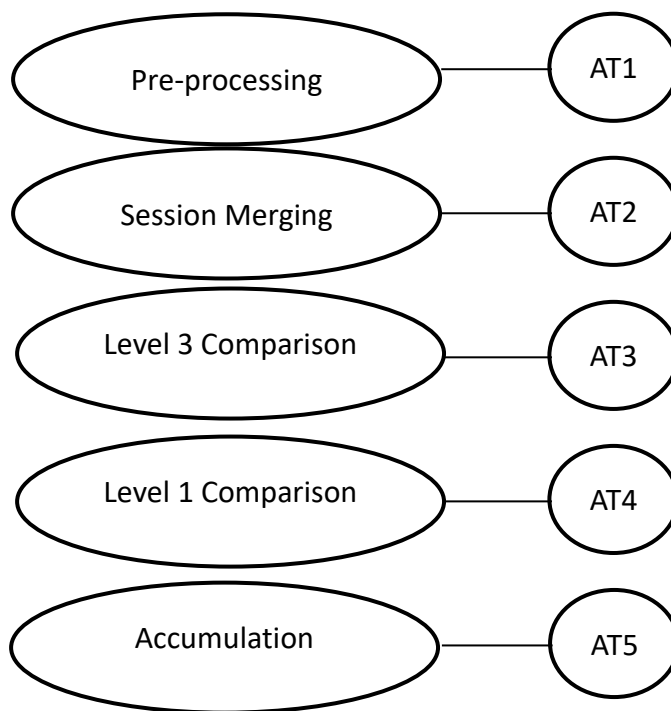 Pre-processing AT1
Session Merging AT2
Level 3 Comparison AT3
Level 1 Comparison AT4
Accumulation AT5